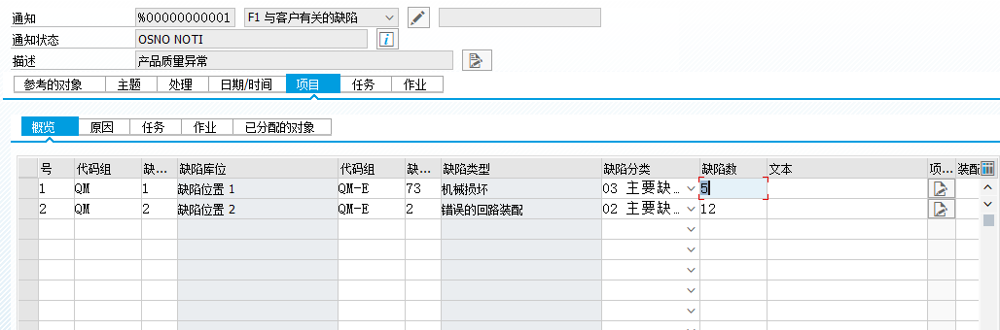 通知 %00000000001 F1 与客户有关的缺陷
通知状态 OSNO NOTI
描述 产品质量异常
参考的对象 主题 处理 日期/时间 项目 任务 作业
概览 原因 任务 作业 已分配的对象
号 代码组 缺... 缺陷库位 代码组 缺... 缺陷类型 缺陷分类 缺陷数 文本 项... 装配
1 QM 1 缺陷位置 1 QM-E 73 机械损坏 03 主要缺... 5
2 QM 2 缺陷位置 2 QM-E 2 错误的回路装配 02 主要缺... 12